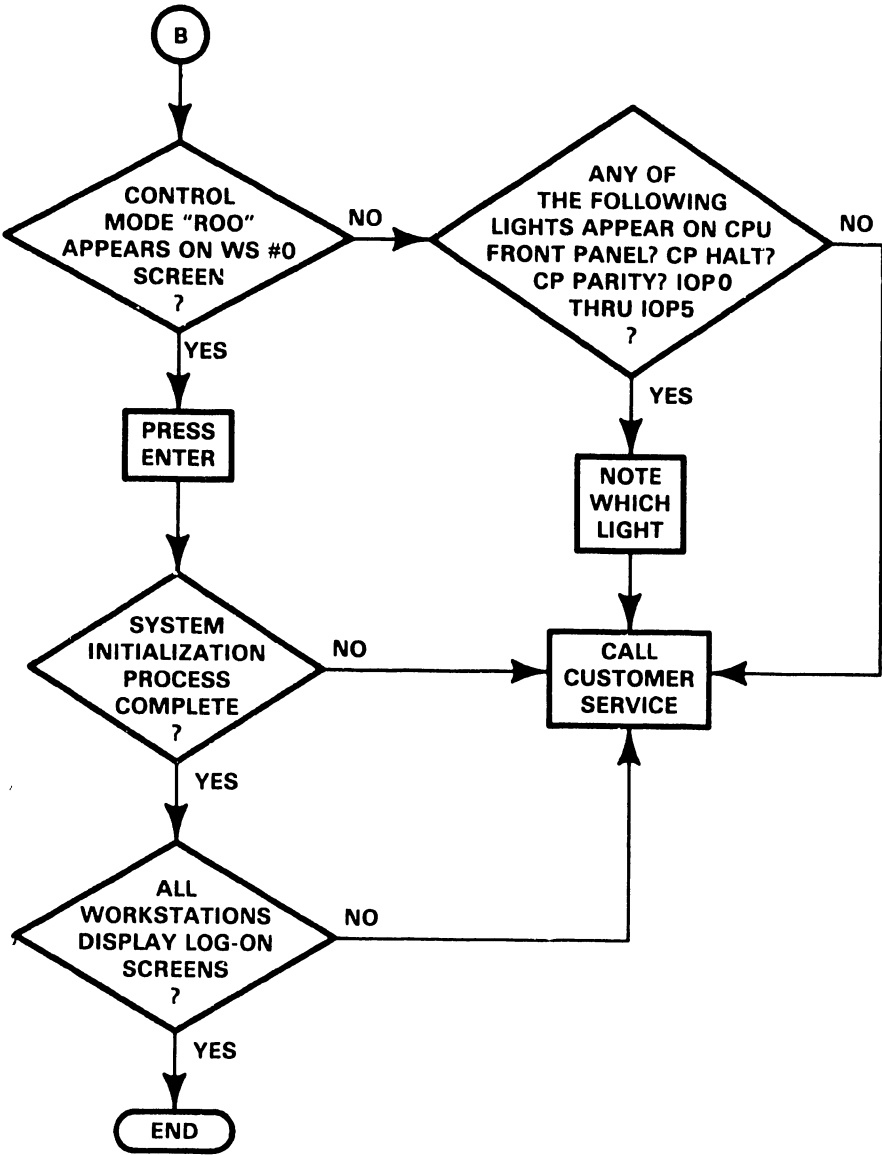 B
CONTROL
MODE "ROO"
APPEARS ON WS #0
SCREEN
?
NO
YES
ANY OF
THE FOLLOWING
LIGHTS APPEAR ON CPU
FRONT PANEL? CP HALT?
CP PARITY? IOP0
THRU IOP5
?
NO
YES
PRESS
ENTER
NOTE
WHICH
LIGHT
SYSTEM
INITIALIZATION
PROCESS
COMPLETE
?
NO
YES
CALL
CUSTOMER
SERVICE
ALL
WORKSTATIONS
DISPLAY LOG-ON
SCREENS
?
NO
YES
END